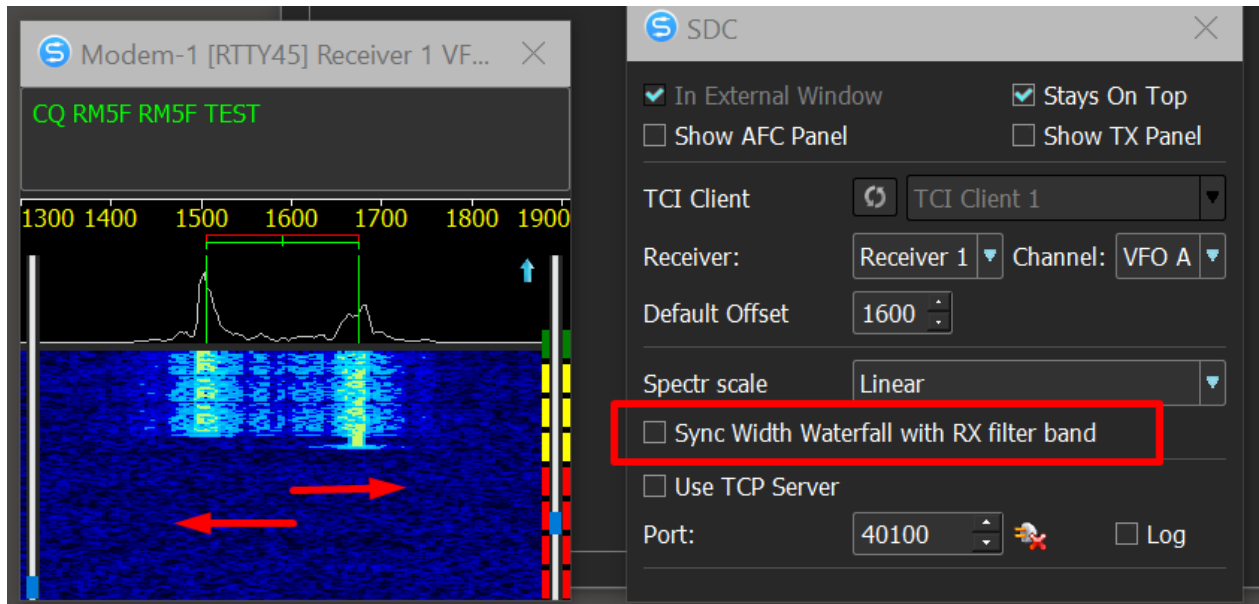 Modem-1 [RTTY45] Receiver 1 VF...
CQ RM5F RM5F TEST
1300 1400 1500 1600 1700 1800 1900
SDC
In External Window Stays On Top
Show AFC Panel Show TX Panel
TCI Client TCI Client 1
Receiver: Receiver 1 Channel: VFO A
Default Offset 1600
Spectr scale Linear
Sync Width Waterfall with RX filter band
Use TCP Server
Port: 40100 Log